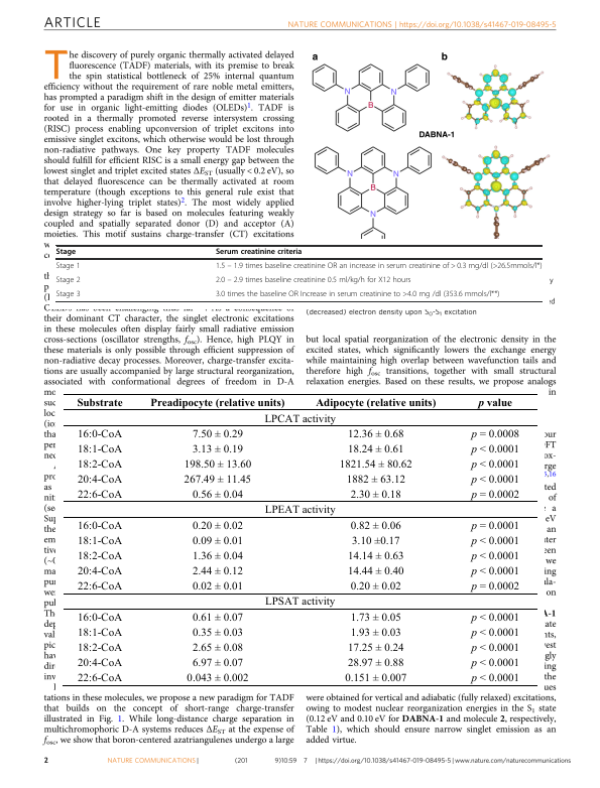 ARTICLE
NATURE COMMUNICATIONS | https://doi.org/10.1038/s41467-019-08495-5
The discovery of purely organic thermally activated delayed
fluorescence (TADF) materials, with its premise to break
the spin statistical bottleneck of 25% internal quantum
efficiency without the requirement of rare noble metal emitters,
has prompted a paradigm shift in the design of emitter materials
for use in organic light-emitting diodes (OLEDs)1. TADF is
rooted in a thermally promoted reverse intersystem crossing
(RISC) process enabling upconversion of triplet excitons into
emissive singlet excitons, which otherwise would be lost through
non-radiative pathways. One key property TADF molecules
should fulfill for efficient RISC is a small energy gap between the
lowest singlet and triplet excited states ΔEST (usually < 0.2 eV), so
that delayed fluorescence can be thermally activated at room
temperature (though exceptions to this general rule exist that
involve higher-lying triplet states)2. The most widely applied
design strategy so far is based on molecules featuring weakly
coupled and spatially separated donor (D) and acceptor (A)
moieties. This motif sustains charge-transfer (CT) excitations
a
b
N
N
B
DABNA-1
N
N
B
N
Stage Serum creatinine criteria
Stage 1 1.5 – 1.9 times baseline creatinine OR an increase in serum creatinine of > 0.3 mg/dl (>26.5mmols/l*)
Stage 2 2.0 – 2.9 times baseline creatinine 0.5 ml/kg/h for X12 hours
Stage 3 3.0 times the baseline OR Increase in serum creatinine to >4.0 mg /dl (353.6 mmols/l**)
their dominant CT character, the singlet electronic excitations
in these molecules often display fairly small radiative emission
cross-sections (oscillator strengths, fosc). Hence, high PLQY in
these materials is only possible through efficient suppression of
non-radiative decay processes. Moreover, charge-transfer excita-
tions are usually accompanied by large structural reorganization,
associated with conformational degrees of freedom in D-A
(decreased) electron density upon S0-S1 excitation
but local spatial reorganization of the electronic density in the
excited states, which significantly lowers the exchange energy
while maintaining high overlap between wavefunction tails and
therefore high fosc transitions, together with small structural
relaxation energies. Based on these results, we propose analogs
in
Substrate Preadipocyte (relative units) Adipocyte (relative units) p value
LPCAT activity
16:0-CoA 7.50 ± 0.29 12.36 ± 0.68 p = 0.0008
18:1-CoA 3.13 ± 0.19 18.24 ± 0.61 p < 0.0001
18:2-CoA 198.50 ± 13.60 1821.54 ± 80.62 p < 0.0001
20:4-CoA 267.49 ± 11.45 1882 ± 63.12 p < 0.0001
22:6-CoA 0.56 ± 0.04 2.30 ± 0.18 p = 0.0002
LPEAT activity
16:0-CoA 0.20 ± 0.02 0.82 ± 0.06 p = 0.0001
18:1-CoA 0.09 ± 0.01 3.10 ±0.17 p < 0.0001
18:2-CoA 1.36 ± 0.04 14.14 ± 0.63 p < 0.0001
20:4-CoA 2.44 ± 0.12 14.44 ± 0.40 p < 0.0001
22:6-CoA 0.02 ± 0.01 0.20 ± 0.02 p = 0.0002
LPSAT activity
16:0-CoA 0.61 ± 0.07 1.73 ± 0.05 p < 0.0001
18:1-CoA 0.35 ± 0.03 1.93 ± 0.03 p < 0.0001
18:2-CoA 2.65 ± 0.08 17.25 ± 0.24 p < 0.0001
20:4-CoA 6.97 ± 0.07 28.97 ± 0.88 p < 0.0001
22:6-CoA 0.043 ± 0.002 0.151 ± 0.007 p < 0.0001
tations in these molecules, we propose a new paradigm for TADF
that builds on the concept of short-range charge-transfer
illustrated in Fig. 1. While long-distance charge separation in
multichromophoric D-A systems reduces ΔEST at the expense of
fosc, we show that boron-centered azatriangulenes undergo a large
were obtained for vertical and adiabatic (fully relaxed) excitations,
owing to modest nuclear reorganization energies in the S1 state
(0.12 eV and 0.10 eV for DABNA-1 and molecule 2, respectively,
Table 1), which should ensure narrow singlet emission as an
added virtue.
2 NATURE COMMUNICATIONS| (201 9)10:59 7 |https://doi.org/10.1038/s41467-019-08495-5|www.nature.com/naturecommunications